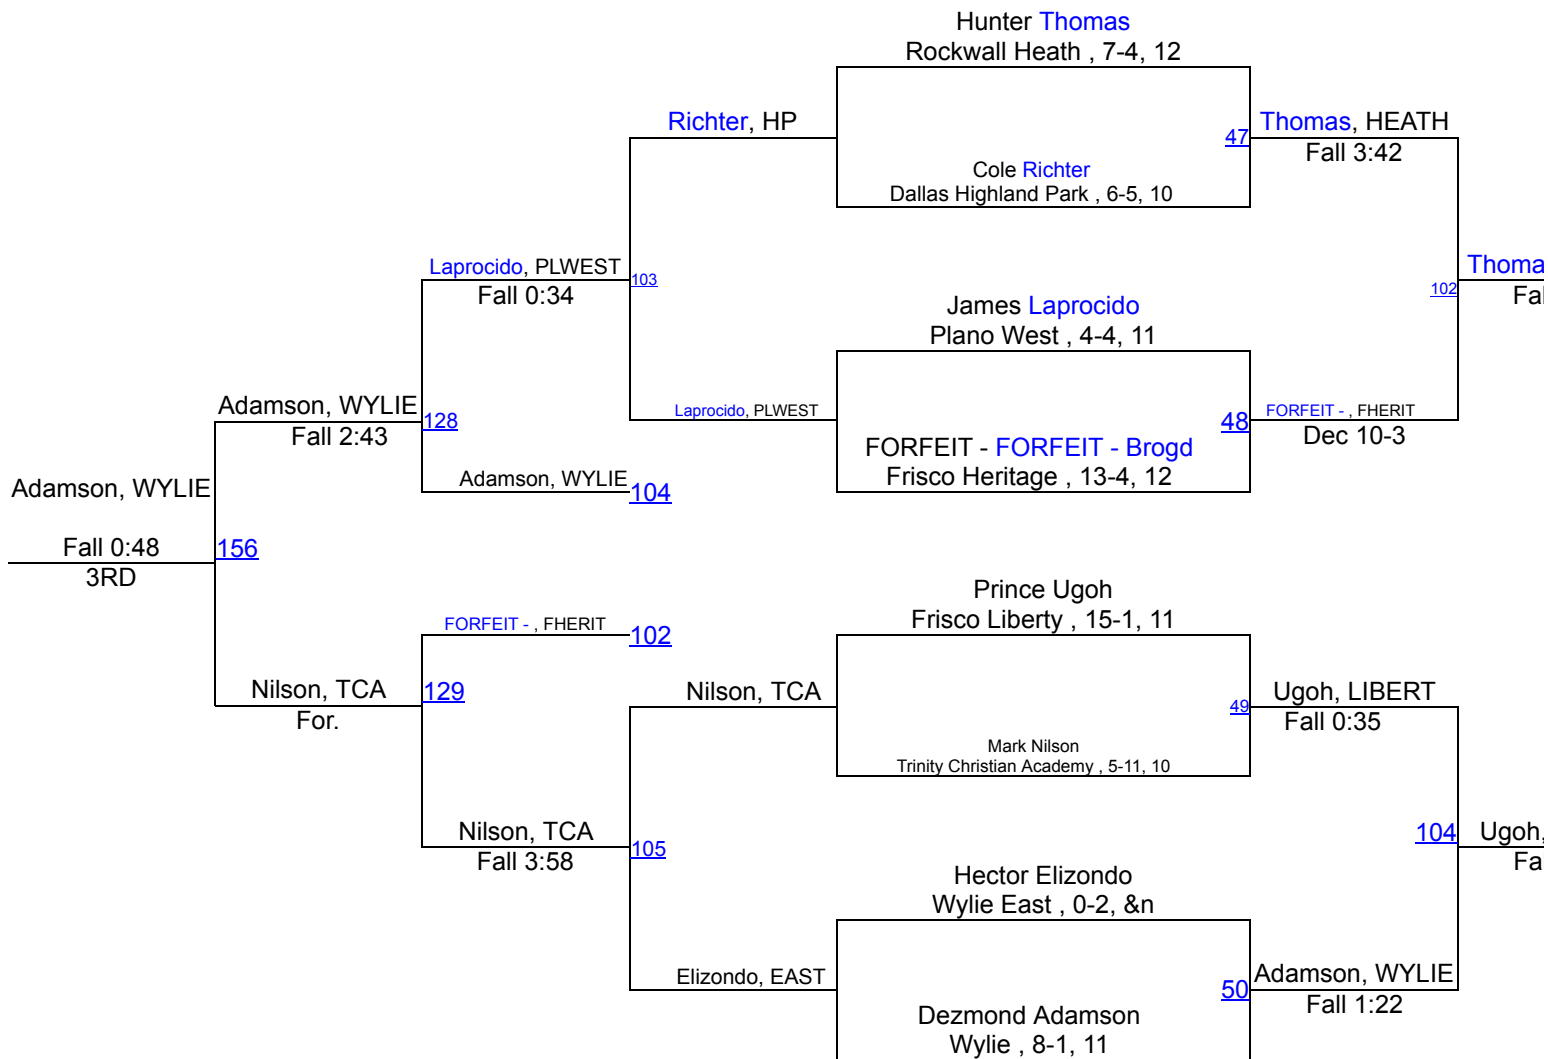 Hunter Thomas
Rockwall Heath , 7-4, 12
Richter, HP
47
Thomas, HEATH
Fall 3:42
Cole Richter
Dallas Highland Park , 6-5, 10
Laprocido, PLWEST
Fall 0:34
103
Thoma
102
Fal
James Laprocido
Plano West , 4-4, 11
Adamson, WYLIE
Fall 2:43
128
Laprocido, PLWEST
48
FORFEIT - , FHERIT
Dec 10-3
FORFEIT - FORFEIT - Brogd
Frisco Heritage , 13-4, 12
Adamson, WYLIE
Adamson, WYLIE
104
Fall 0:48
156
3RD
Prince Ugoh
Frisco Liberty , 15-1, 11
FORFEIT - , FHERIT
102
Nilson, TCA
For.
129
Nilson, TCA
49
Ugoh, LIBERT
Fall 0:35
Mark Nilson
Trinity Christian Academy , 5-11, 10
Nilson, TCA
Fall 3:58
105
104
Ugoh,
Fa
Hector Elizondo
Wylie East , 0-2, &n
Elizondo, EAST
50
Adamson, WYLIE
Fall 1:22
Dezmond Adamson
Wylie , 8-1, 11